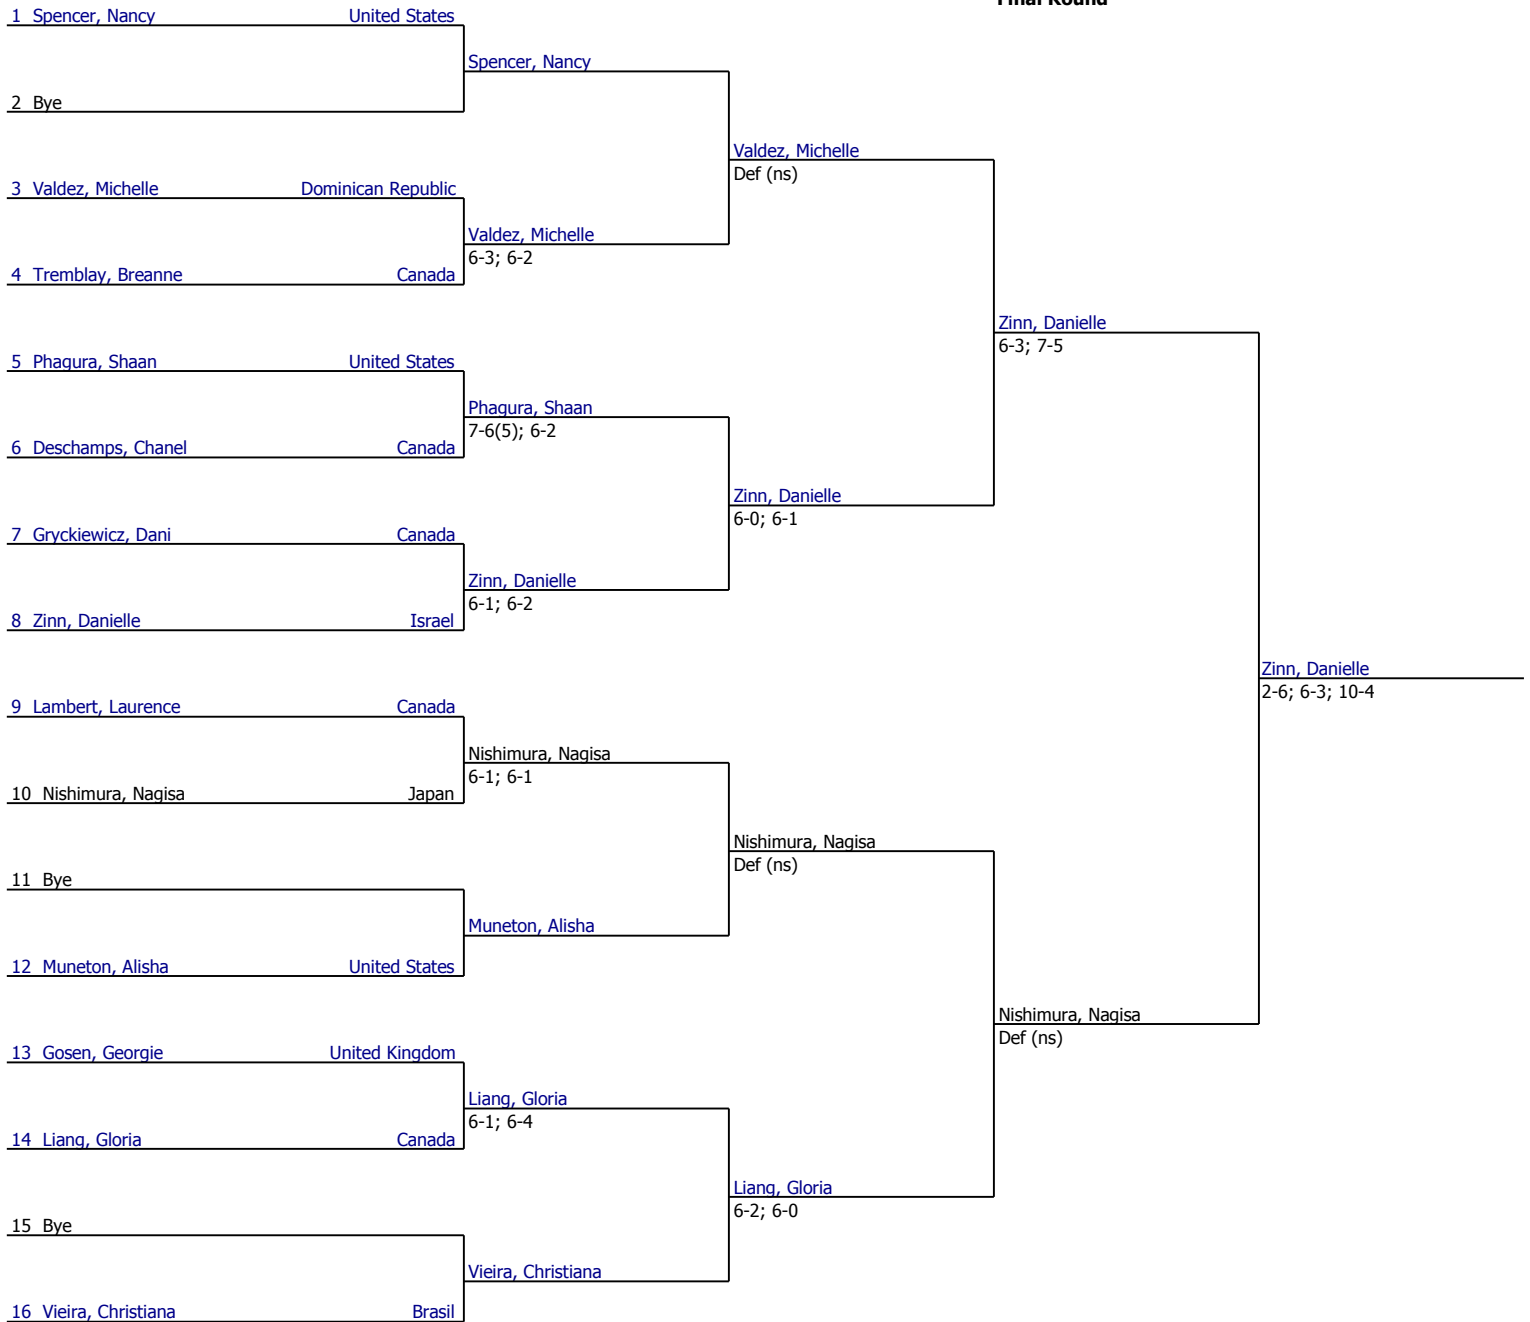 Final Round
1 Spencer, Nancy United States
Spencer, Nancy
2 Bye
Valdez, Michelle
Def (ns)
3 Valdez, Michelle Dominican Republic
Valdez, Michelle
6-3; 6-2
4 Tremblay, Breanne Canada
Zinn, Danielle
6-3; 7-5
5 Phagura, Shaan United States
Phagura, Shaan
7-6(5); 6-2
6 Deschamps, Chanel Canada
Zinn, Danielle
6-0; 6-1
7 Gryckiewicz, Dani Canada
Zinn, Danielle
6-1; 6-2
8 Zinn, Danielle Israel
Zinn, Danielle
2-6; 6-3; 10-4
9 Lambert, Laurence Canada
Nishimura, Nagisa
6-1; 6-1
10 Nishimura, Nagisa Japan
Nishimura, Nagisa
Def (ns)
11 Bye
Muneton, Alisha
12 Muneton, Alisha United States
Nishimura, Nagisa
Def (ns)
13 Gosen, Georgie United Kingdom
Liang, Gloria
6-1; 6-4
14 Liang, Gloria Canada
Liang, Gloria
6-2; 6-0
15 Bye
Vieira, Christiana
16 Vieira, Christiana Brasil